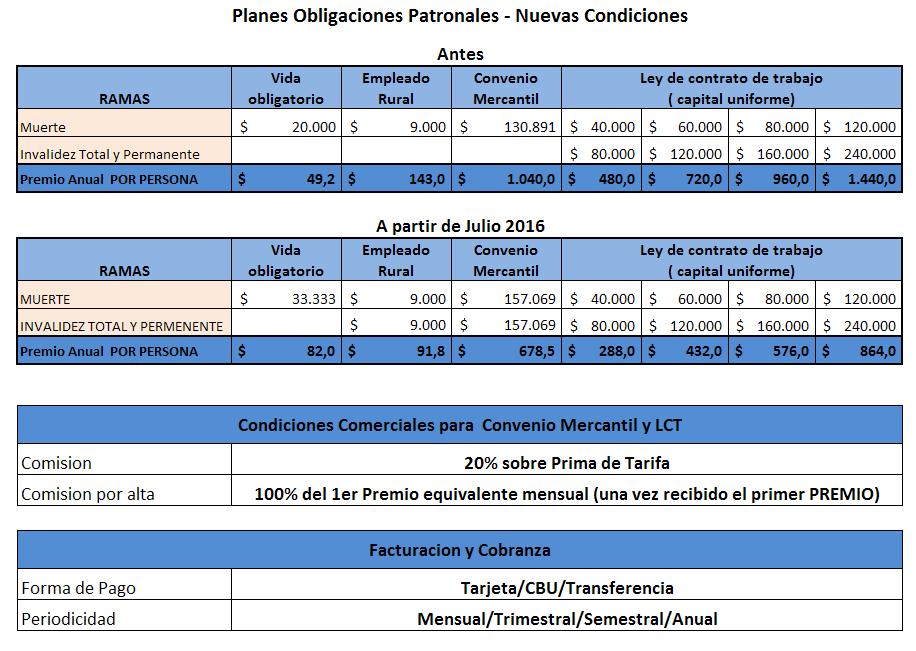 Planes Obligaciones Patronales - Nuevas Condiciones
Antes
RAMAS Vida obligatorio Empleado Rural Convenio Mercantil Ley de contrato de trabajo ( capital uniforme)
Muerte $ 20.000 $ 9.000 $ 130.891 $ 40.000 $ 60.000 $ 80.000 $ 120.000
Invalidez Total y Permanente $ 80.000 $ 120.000 $ 160.000 $ 240.000
Premio Anual POR PERSONA $ 49,2 $ 143,0 $ 1.040,0 $ 480,0 $ 720,0 $ 960,0 $ 1.440,0
A partir de Julio 2016
RAMAS Vida obligatorio Empleado Rural Convenio Mercantil Ley de contrato de trabajo ( capital uniforme)
MUERTE $ 33.333 $ 9.000 $ 157.069 $ 40.000 $ 60.000 $ 80.000 $ 120.000
INVALIDEZ TOTAL Y PERMENENTE $ 9.000 $ 157.069 $ 80.000 $ 120.000 $ 160.000 $ 240.000
Premio Anual POR PERSONA $ 82,0 $ 91,8 $ 678,5 $ 288,0 $ 432,0 $ 576,0 $ 864,0
Condiciones Comerciales para Convenio Mercantil y LCT
Comision 20% sobre Prima de Tarifa
Comision por alta 100% del 1er Premio equivalente mensual (una vez recibido el primer PREMIO)
Facturacion y Cobranza
Forma de Pago Tarjeta/CBU/Transferencia
Periodicidad Mensual/Trimestral/Semestral/Anual